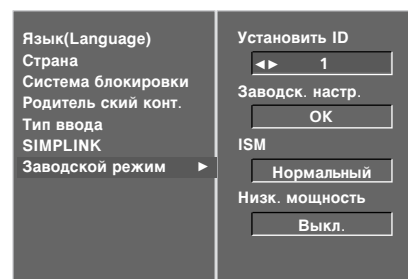 Язык(Language)
Страна
Система блокировки
Родитель ский конт.
Тип ввода
SIMPLINK
Заводской режим ►
Установить ID
◄► 1
Заводск. настр.
ОК
ISM
Нормальный
Низк. мощность
Выкл.